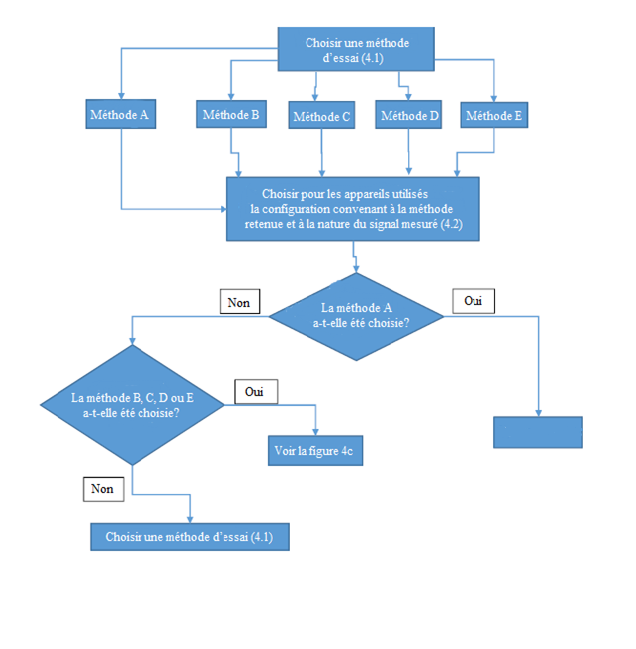 Choisir une méthode
d'essai (4.1)
Méthode A
Méthode B
Méthode C
Méthode D
Méthode E
Choisir pour les appareils utilisés
la configuration convenant à la méthode
retenue et à la nature du signal mesuré (4.2)
Non
La méthode A
a-t-elle été choisie?
Oui
La méthode B, C, D ou E
a-t-elle été choisie?
Oui
Voir la figure 4c
Non
Choisir une méthode d'essai (4.1)